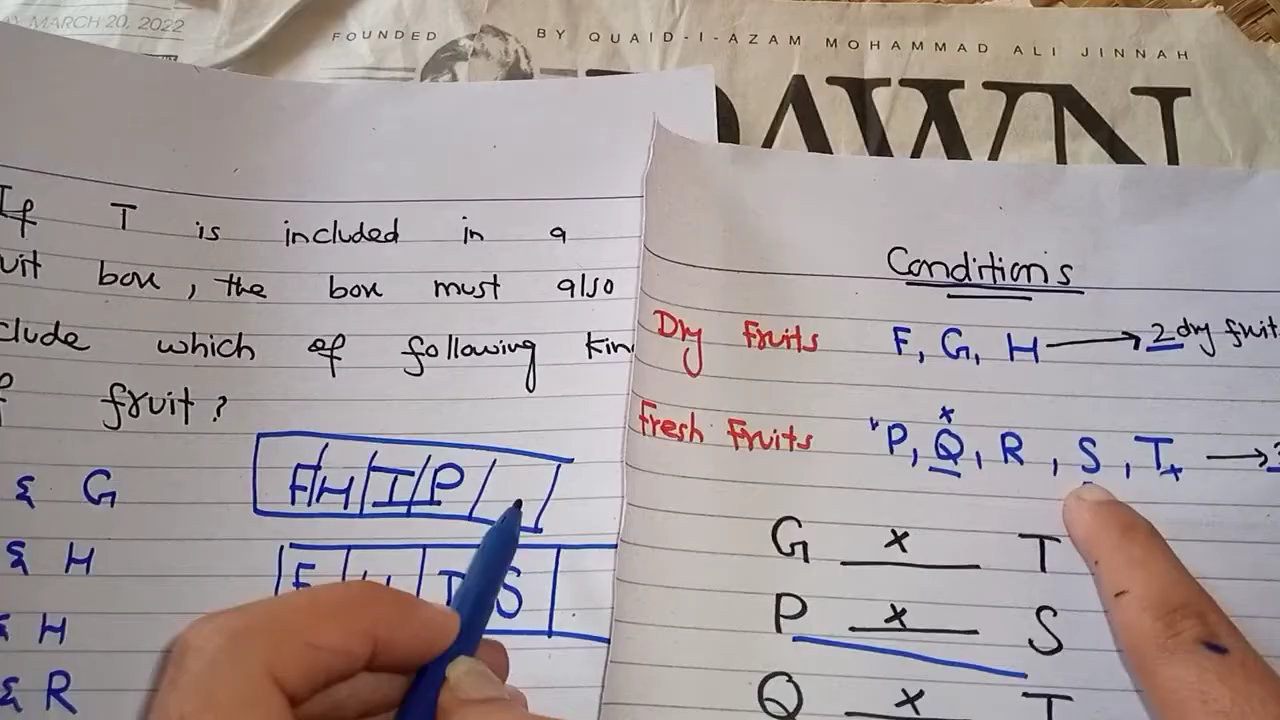 MARCH 20, 2022
FOUNDED BY QUAID-I-AZAM MOHAMMAD ALI JINNAH
DAWN
If T is included in a
uit box, the box must also
clude which of following kin
fruit?
& G
& H
& H
& R
F H T P
F H T S
Conditions
Dry Fruits F, G, H → 2 dry fruit
Fresh Fruits P, Q, R, S, T →
x
G x T
P x S
Q x T